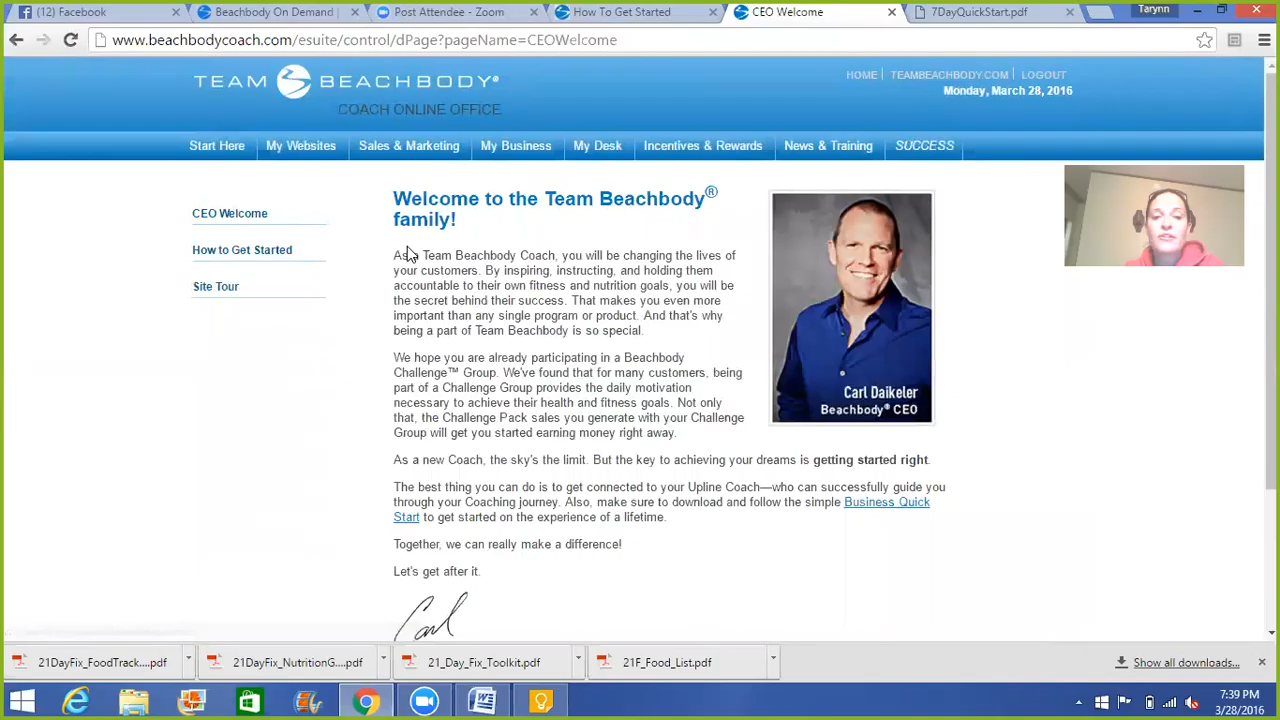 (12) Facebook
Beachbody On Demand |
Post Attendee - Zoom
How To Get Started
CEO Welcome
7DayQuickStart.pdf
Tarynn
www.beachbodycoach.com/esuite/control/dPage?pageName=CEOWelcome
TEAM BEACHBODY®
COACH ONLINE OFFICE
HOME | TEAMBEACHBODY.COM | LOGOUT
Monday, March 28, 2016
Start Here
My Websites
Sales & Marketing
My Business
My Desk
Incentives & Rewards
News & Training
SUCCESS
CEO Welcome
How to Get Started
Site Tour
Welcome to the Team Beachbody®
family!
As Team Beachbody Coach, you will be changing the lives of
your customers. By inspiring, instructing, and holding them
accountable to their own fitness and nutrition goals, you will be
the secret behind their success. That makes you even more
important than any single program or product. And that's why
being a part of Team Beachbody is so special.
We hope you are already participating in a Beachbody
Challenge™ Group. We've found that for many customers, being
part of a Challenge Group provides the daily motivation
necessary to achieve their health and fitness goals. Not only
that, the Challenge Pack sales you generate with your Challenge
Group will get you started earning money right away.
As a new Coach, the sky's the limit. But the key to achieving your dreams is getting started right.
The best thing you can do is to get connected to your Upline Coach—who can successfully guide you
through your Coaching journey. Also, make sure to download and follow the simple Business Quick
Start to get started on the experience of a lifetime.
Together, we can really make a difference!
Let's get after it.
Carl
Carl Daikeler
Beachbody® CEO
21DayFix_FoodTrack....pdf
21DayFix_NutritionG....pdf
21_Day_Fix_Toolkit.pdf
21F_Food_List.pdf
Show all downloads...
7:39 PM
3/28/2016